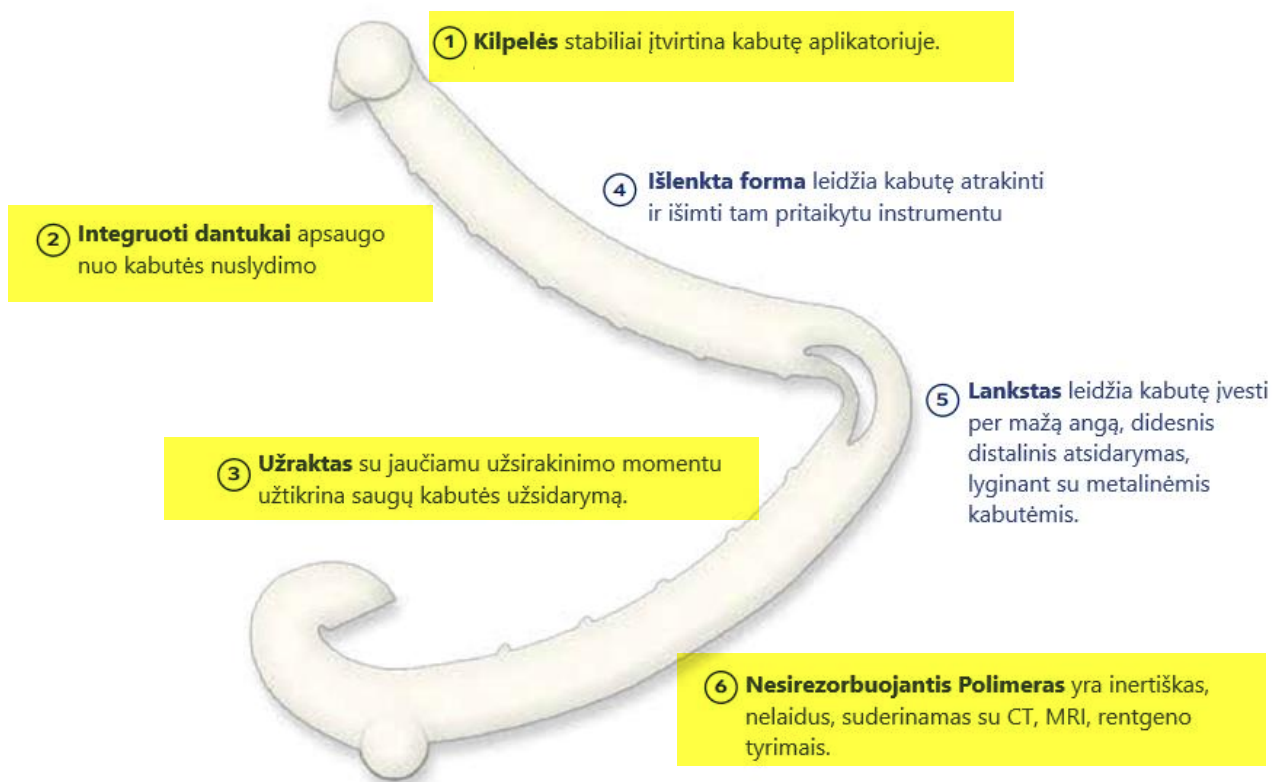 1 Kilpelės stabiliai įtvirtina kabutę aplikatoriuje.
2 Integruoti dantukai apsaugo
nuo kabutės nuslydimo
3 Užraktas su jaučiamu užsirakinimo momentu
užtikrina saugų kabutės užsidarymą.
4 Išlenkta forma leidžia kabutę atrakinti
ir išimti tam pritaikytu instrumentu
5 Lankstas leidžia kabutę įvesti
per mažą angą, didesnis
distalinis atsidarymas,
lyginant su metalinėmis
kabutėmis.
6 Nesirezorbuojantis Polimeras yra inertiškas,
nelaidus, suderinamas su CT, MRI, rentgeno
tyrimais.